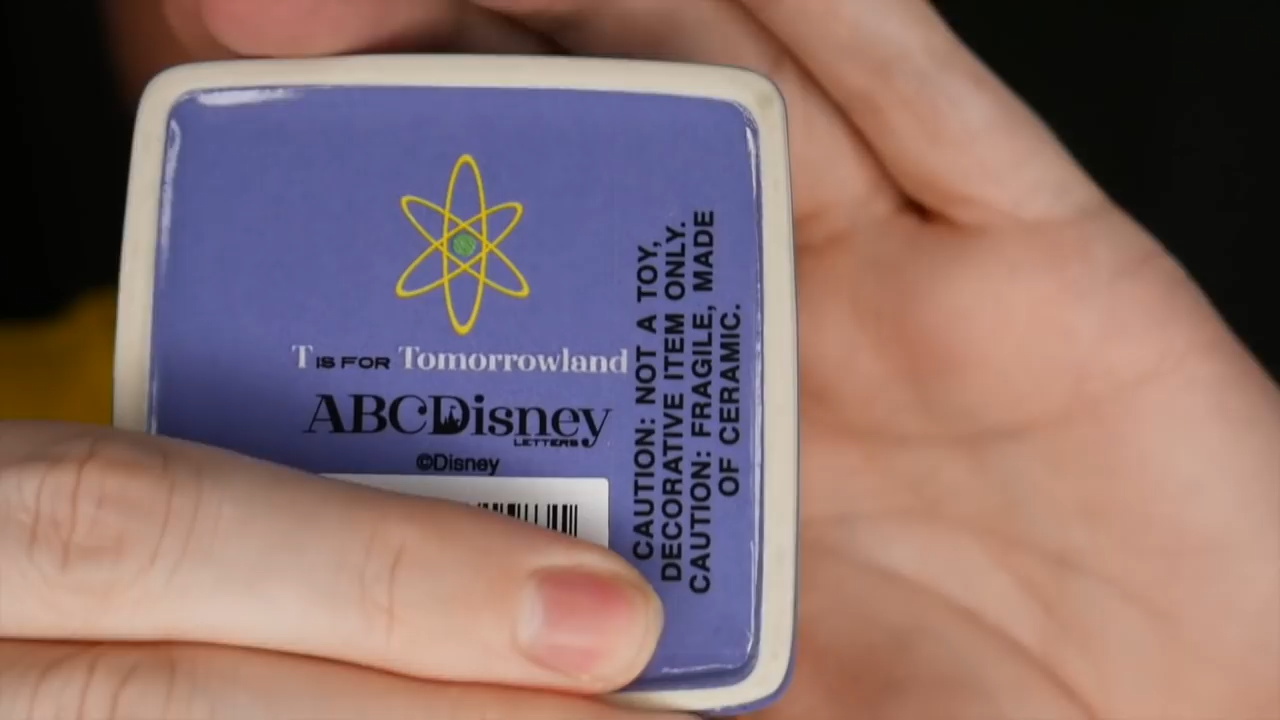 T IS FOR Tomorrowland
ABCDisney
LETTERS
©Disney
CAUTION: NOT A TOY,
DECORATIVE ITEM ONLY.
CAUTION: FRAGILE, MADE
OF CERAMIC.